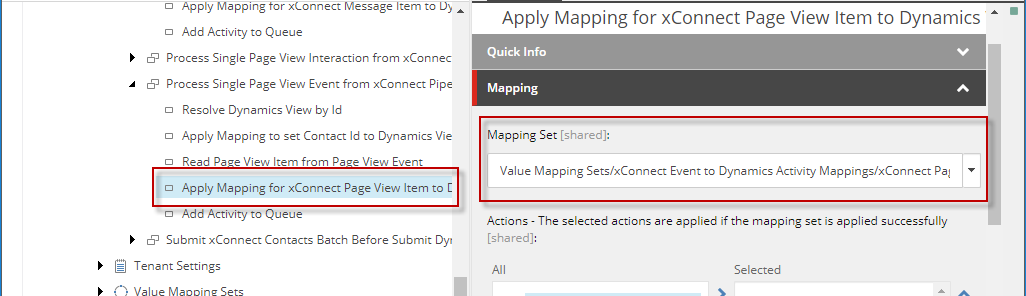 Apply Mapping for xConnect Message Item to Dy
Add Activity to Queue
Process Single Page View Interaction from xConnec
Process Single Page View Event from xConnect Pipe
Resolve Dynamics View by Id
Apply Mapping to set Contact Id to Dynamics Vie
Read Page View Item from Page View Event
Apply Mapping for xConnect Page View Item to D
Add Activity to Queue
Submit xConnect Contacts Batch Before Submit Dyn
Tenant Settings
Value Mapping Sets
Apply Mapping for xConnect Page View Item to Dynamics
Quick Info
Mapping
Mapping Set [shared]:
Value Mapping Sets/xConnect Event to Dynamics Activity Mappings/xConnect Pag
Actions - The selected actions are applied if the mapping set is applied successfully
[shared]:
All
Selected